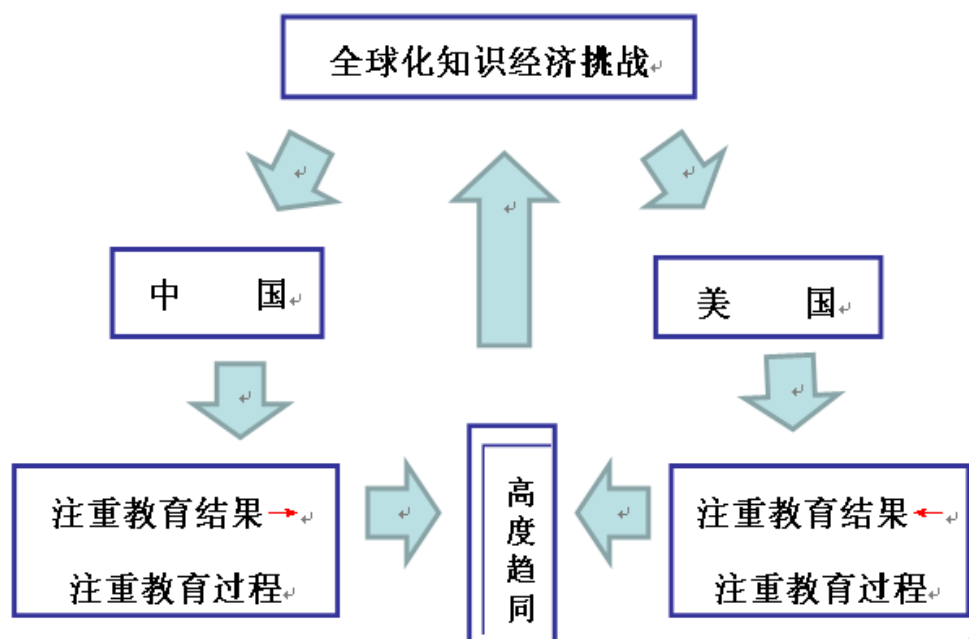 全球化知识经济挑战
中 国
美 国
注重教育结果→
注重教育过程
高
度
趋
同
注重教育结果←
注重教育过程